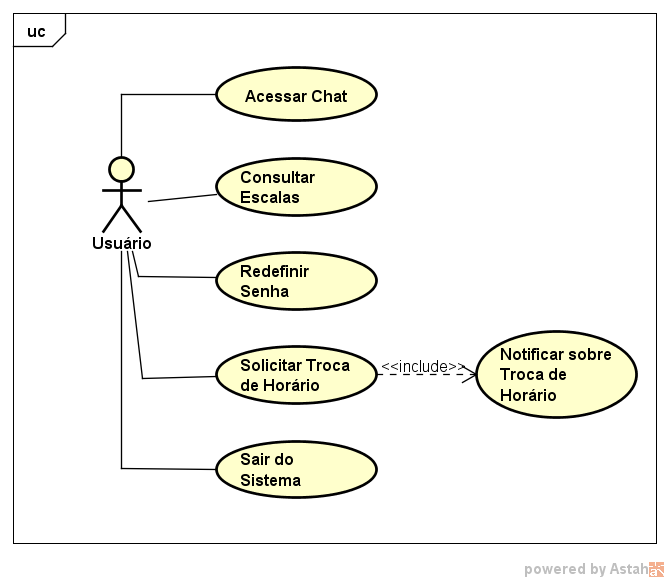 uc
Acessar Chat
Consultar
Escalas
Usuário
Redefinir
Senha
Solicitar Troca
de Horário
<<include>>
Notificar sobre
Troca de
Horário
Sair do
Sistema
powered by Astah